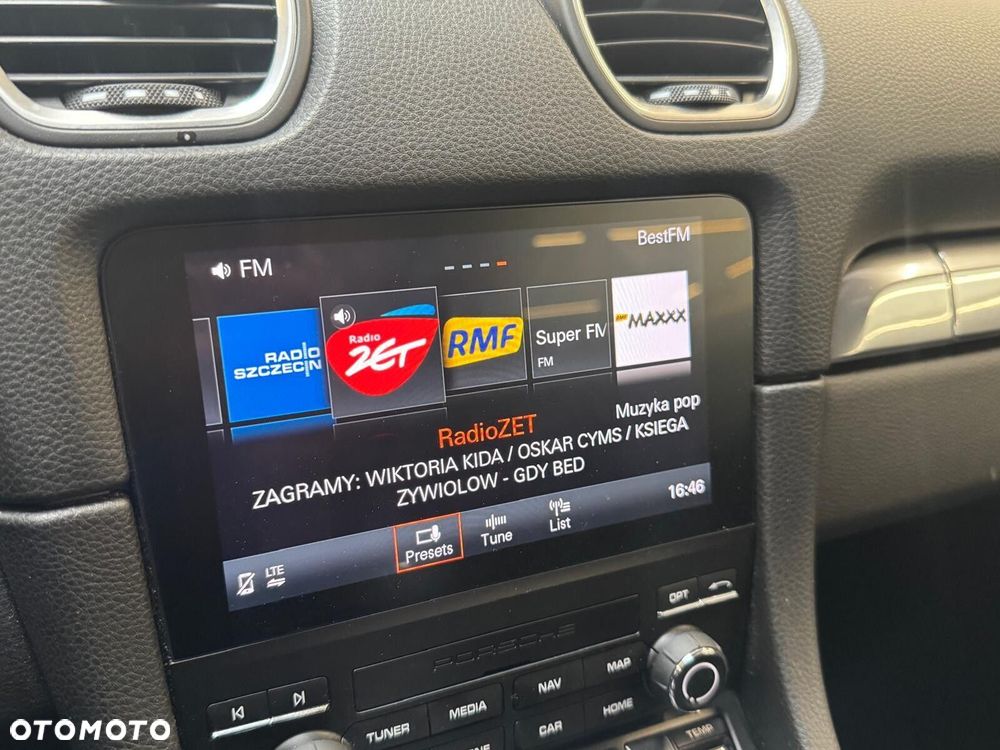 BestFM
FM
RADIO
SZCZECIN
Radio
ZET
RMF
Super FM
FM
RMF MAXXX
RadioZET
Muzyka pop
ZAGRAMY: WIKTORIA KIDA / OSKAR CYMS / KSIEGA
ZYWIOLOW - GDY BED
16:46
LTE
Presets
Tune
List
OPT
PORSCHE
TUNER
MEDIA
NAV
MAP
CAR
HOME
TEMP
OTOMOTO